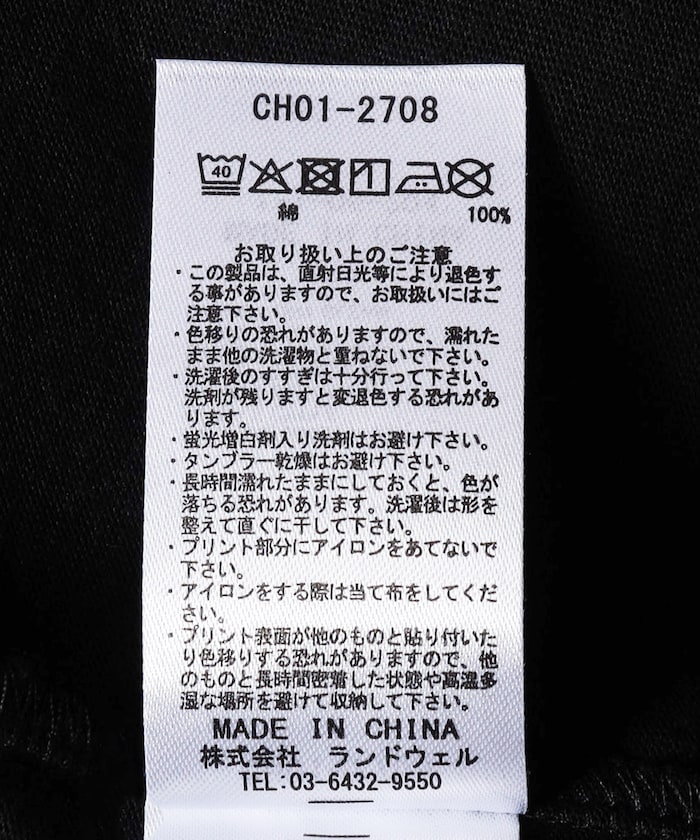 CH01-2708
40
綿 100%
お取り扱い上のご注意
・この製品は、直射日光等により退色す
る事がありますので、お取扱いにはご
注意下さい。
・色移りの恐れがありますので、濡れた
まま他の洗濯物と重ねないで下さい。
・洗濯後のすすぎは十分行って下さい。
洗剤が残りますと変退色する恐れがあ
ります。
・蛍光増白剤入り洗剤はお避け下さい。
・タンブラー乾燥はお避け下さい。
・長時間濡れたままにしておくと、色が
落ちる恐れがあります。洗濯後は形を
整えて直ぐに干して下さい。
・プリント部分にアイロンをあてないで
下さい。
・アイロンをする際は当て布をしてくだ
さい。
・プリント表面が他のものと貼り付いた
り色移りする恐れがありますので、他
のものと長時間密着した状態や高温多
湿な場所を避けて収納して下さい。
MADE IN CHINA
株式会社 ランドウェル
TEL:03-6432-9550